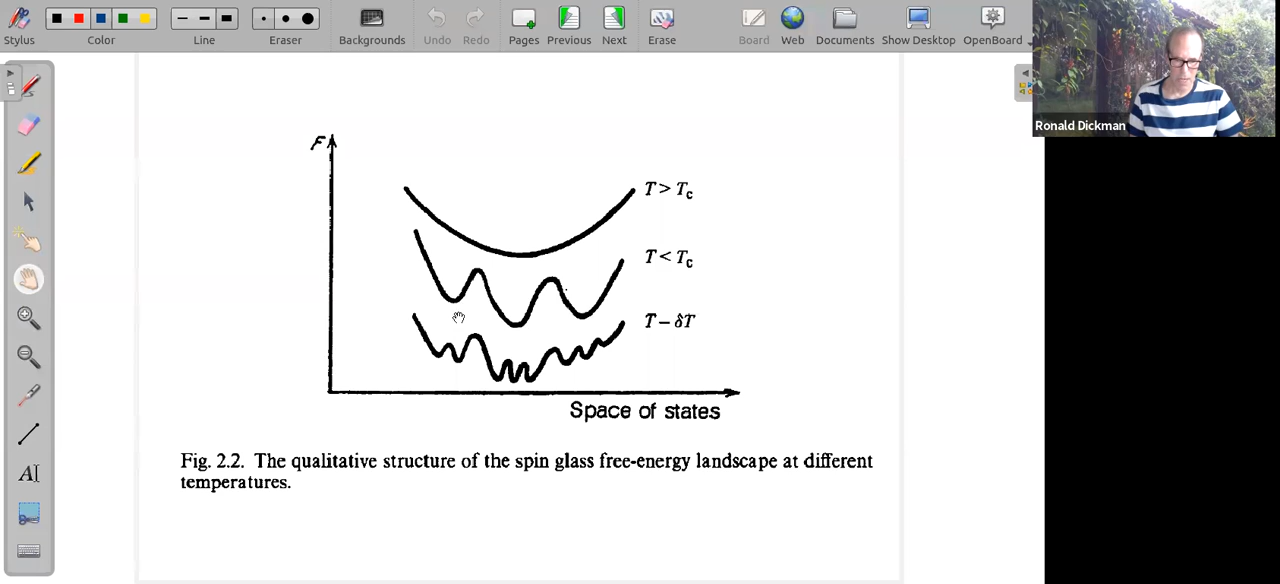 Stylus
Color
Line
Eraser
Backgrounds
Undo
Redo
Pages
Previous
Next
Erase
Board
Web
Documents
Show Desktop
OpenBoard
Ronald Dickman
F
T > Tc
T < Tc
T − δT
Space of states
Fig. 2.2. The qualitative structure of the spin glass free-energy landscape at different
temperatures.